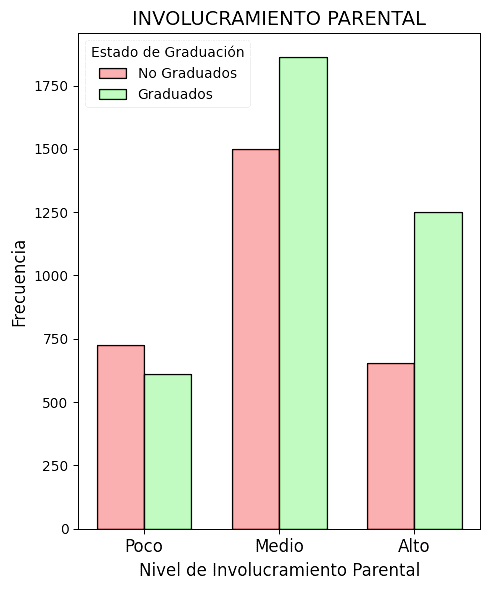 INVOLUCRAMIENTO PARENTAL
Estado de Graduación
No Graduados
Graduados
Frecuencia
1750
1500
1250
1000
750
500
250
0
Poco Medio Alto
Nivel de Involucramiento Parental